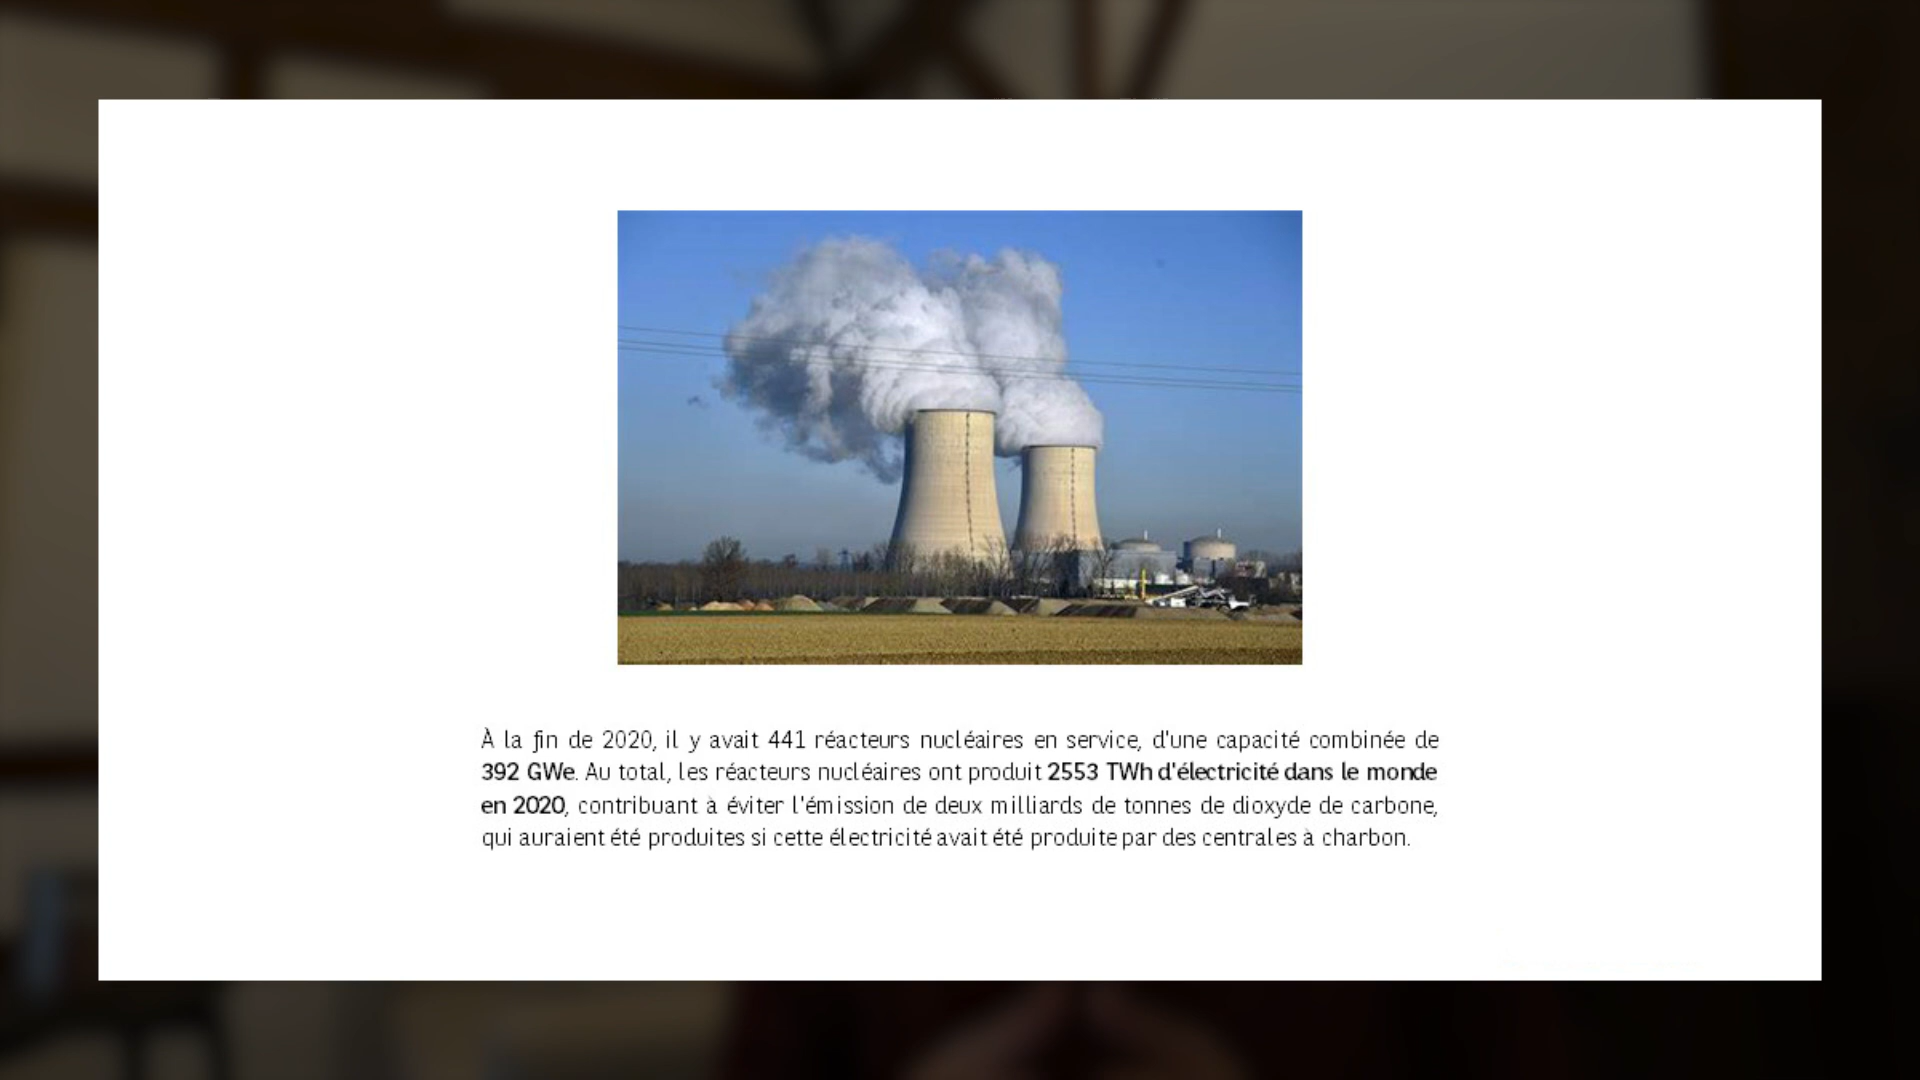 À la fin de 2020, il y avait 441 réacteurs nucléaires en service, d'une capacité combinée de
392 GWe. Au total, les réacteurs nucléaires ont produit 2553 TWh d'électricité dans le monde
en 2020, contribuant à éviter l'émission de deux milliards de tonnes de dioxyde de carbone,
qui auraient été produites si cette électricité avait été produite par des centrales à charbon.